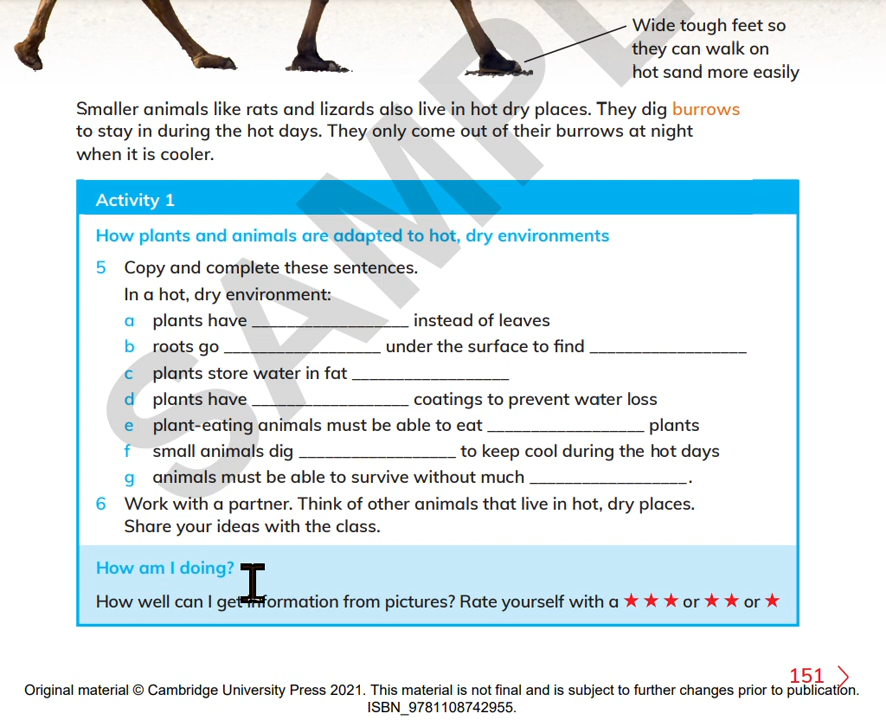 Wide tough feet so
they can walk on
hot sand more easily
Smaller animals like rats and lizards also live in hot dry places. They dig burrows
to stay in during the hot days. They only come out of their burrows at night
when it is cooler.
Activity 1
How plants and animals are adapted to hot, dry environments
5 Copy and complete these sentences.
In a hot, dry environment:
a plants have __________________ instead of leaves
b roots go __________________ under the surface to find __________________
c plants store water in fat __________________
d plants have __________________ coatings to prevent water loss
e plant-eating animals must be able to eat __________________ plants
f small animals dig __________________ to keep cool during the hot days
g animals must be able to survive without much __________________.
6 Work with a partner. Think of other animals that live in hot, dry places.
Share your ideas with the class.
How am I doing?
How well can I get information from pictures? Rate yourself with a ★ ★ ★ or ★ ★ or ★
151
Original material © Cambridge University Press 2021. This material is not final and is subject to further changes prior to publication.
ISBN_9781108742955.
SAMPLE